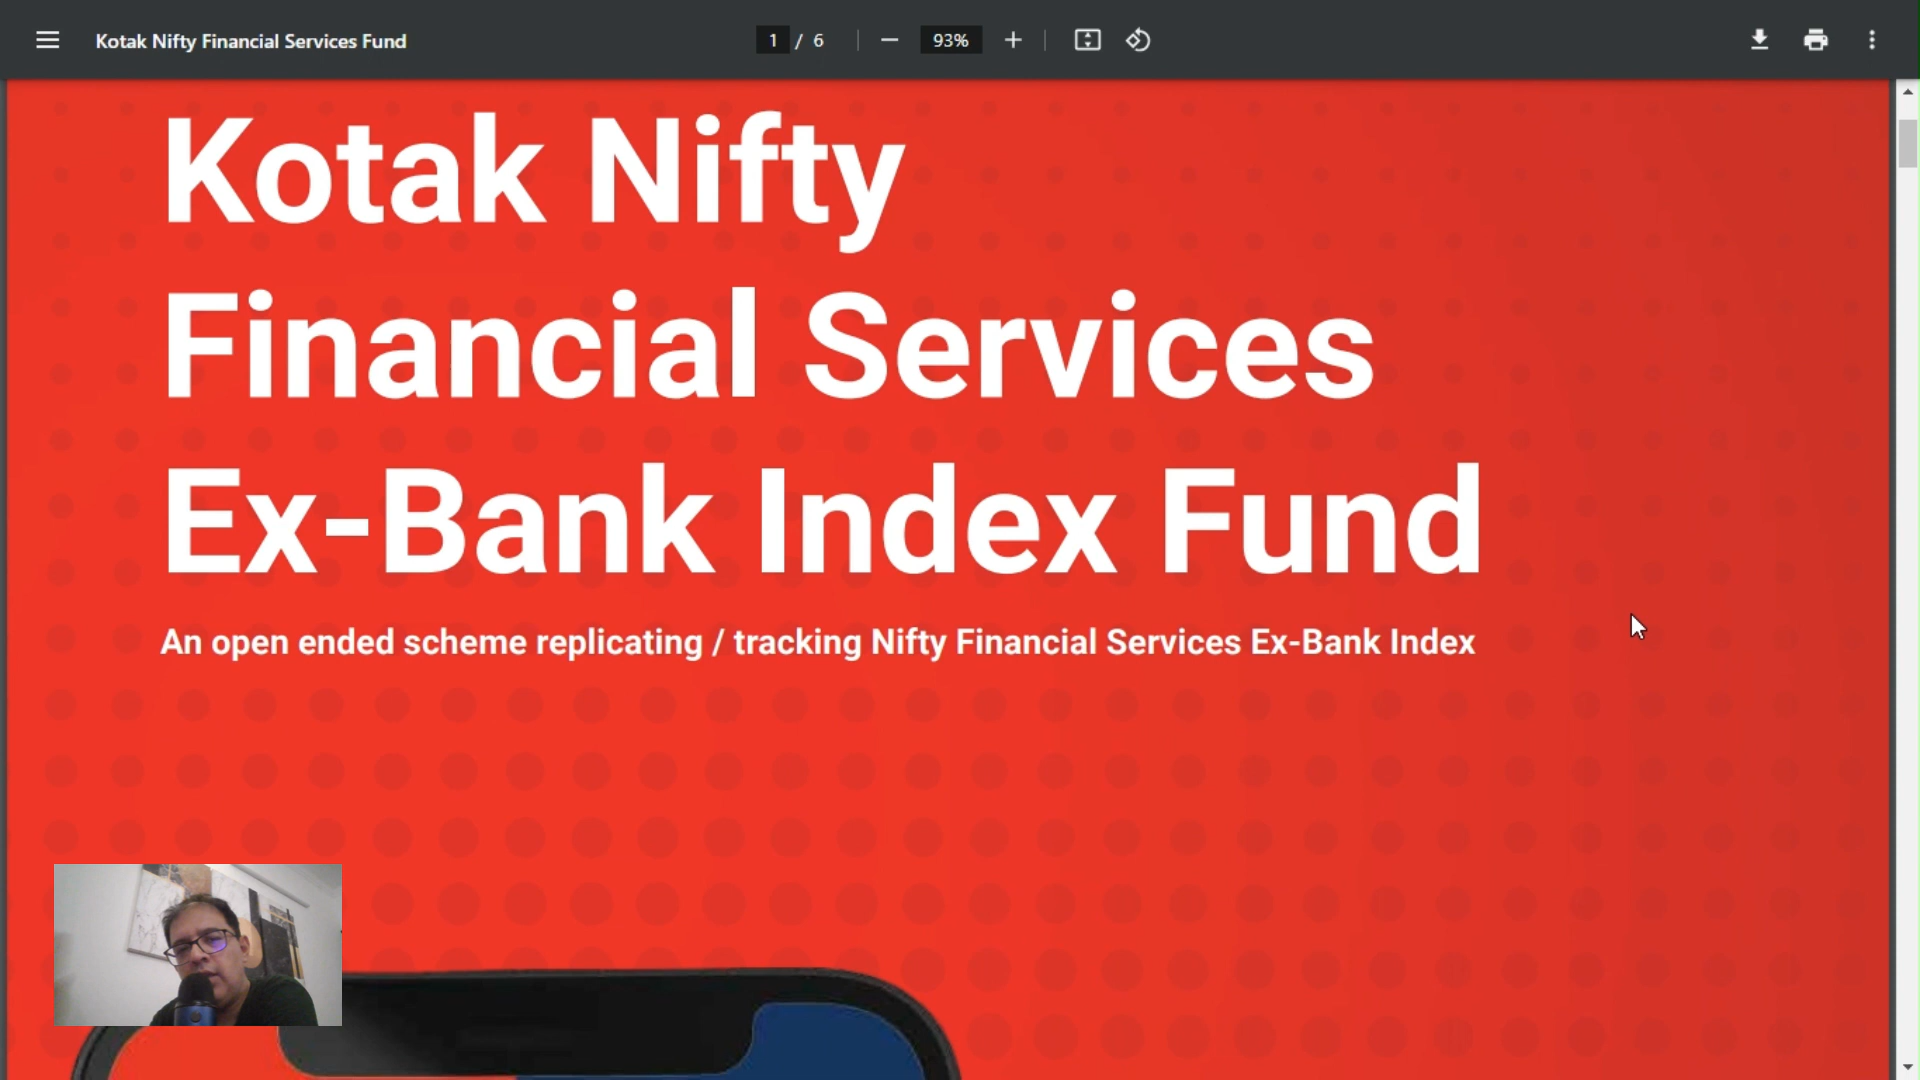 Kotak Nifty Financial Services Fund
1 / 6
93%
Kotak Nifty
Financial Services
Ex-Bank Index Fund
An open ended scheme replicating / tracking Nifty Financial Services Ex-Bank Index